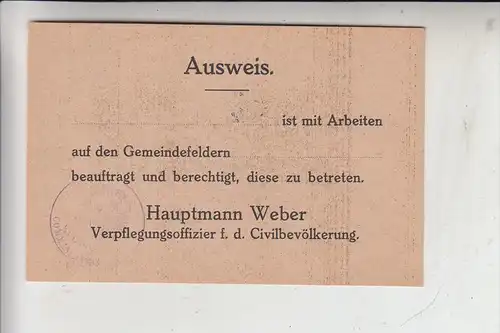 Ausweis.
ist mit Arbeiten
auf den Gemeindefeldern
beauftragt und berechtigt, diese zu betreten.
Hauptmann Weber
Verpflegungsoffizier f. d. Civilbevölkerung.